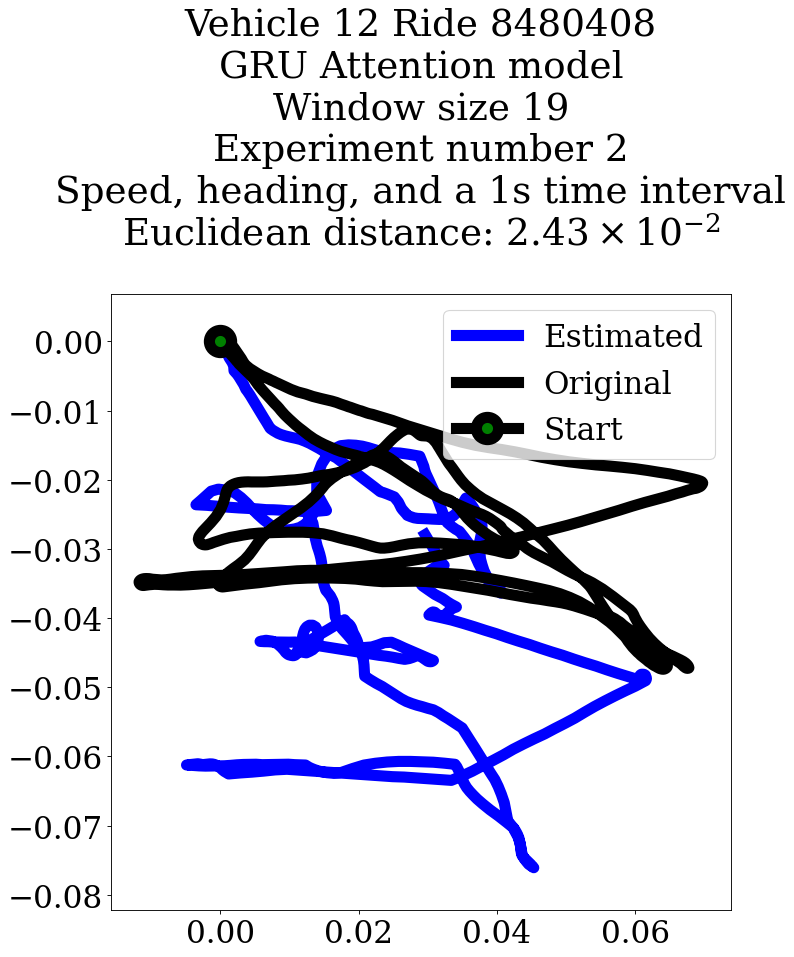 Vehicle 12 Ride 8480408
GRU Attention model
Window size 19
Experiment number 2
Speed, heading, and a 1s time interval
Euclidean distance: 2.43 × 10⁻²
Estimated
Original
Start
0.00
−0.01
−0.02
−0.03
−0.04
−0.05
−0.06
−0.07
−0.08
0.00 0.02 0.04 0.06